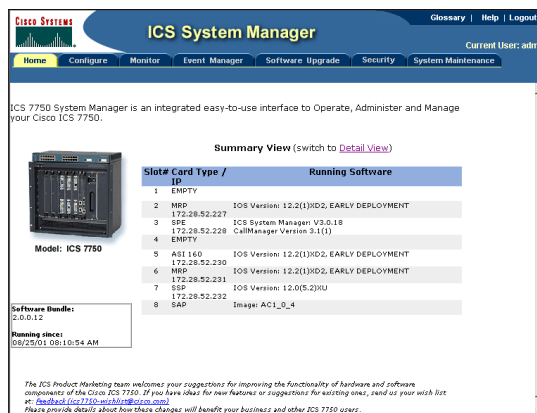 CISCO SYSTEMS
ICS System Manager
Glossary | Help | Logout
Current User: adm
Home Configure Monitor Event Manager Software Upgrade Security System Maintenance
ICS 7750 System Manager is an integrated easy-to-use interface to Operate, Administer and Manage
your Cisco ICS 7750.
Summary View (switch to Detail View)
Slot# Card Type / IP Running Software
1 EMPTY
2 MRP IOS Version: 12.2(1)XD2, EARLY DEPLOYMENT
172.28.52.227
3 SPE ICS System Manager: V3.0.18
172.28.52.228 CallManager Version 3.1(1)
4 EMPTY
5 ASI 160 IOS Version: 12.2(1)XD2, EARLY DEPLOYMENT
172.28.52.230
6 MRP IOS Version: 12.2(1)XD2, EARLY DEPLOYMENT
172.28.52.231
7 SSP IOS Version: 12.0(5.2)XU
172.28.52.232
8 SAP Image: AC1_0_4
Model: ICS 7750
Software Bundle:
2.0.0.12
Running since:
08/25/01 08:10:54 AM
The ICS Product Marketing team welcomes your suggestions for improving the functionality of hardware and software
components of the Cisco ICS 7750. If you have ideas for new features or suggestions for existing ones, send us your wish list
at: Feedback (ics7750-wishlist@cisco.com)
Please provide details about how these changes will benefit your business and other ICS 7750 users.